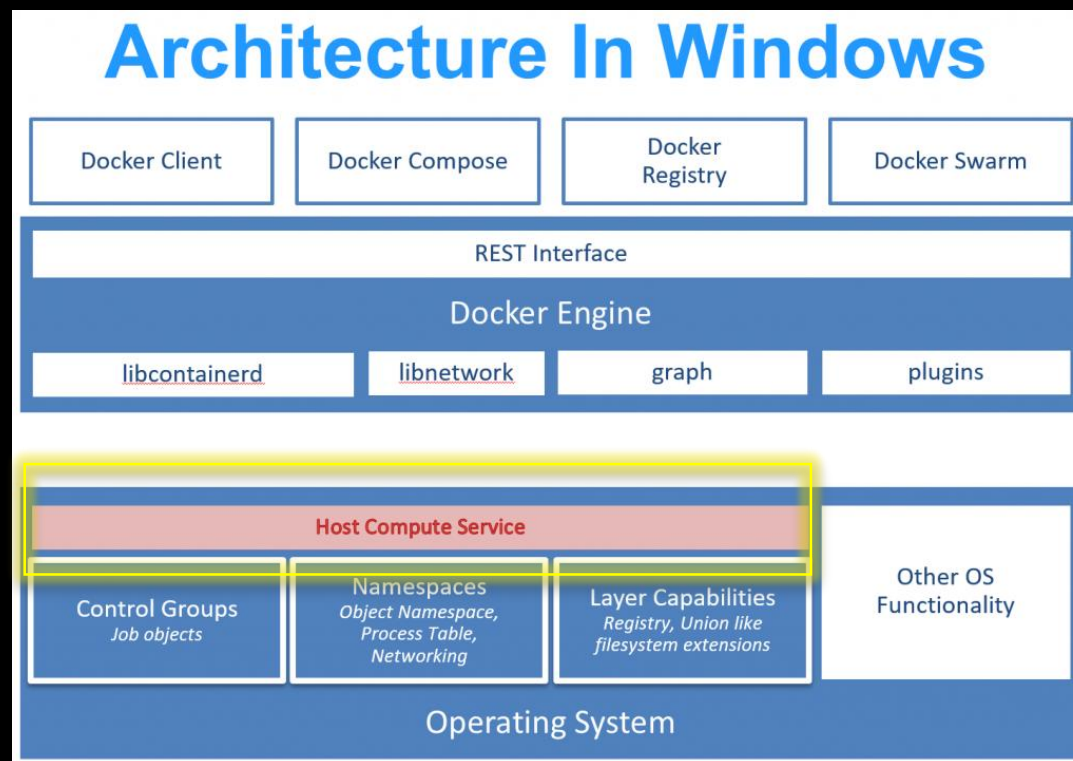 Architecture In Windows
Docker Client
Docker Compose
Docker
Registry
Docker Swarm
REST Interface
Docker Engine
libcontainerd
libnetwork
graph
plugins
Host Compute Service
Control Groups
Job objects
Namespaces
Object Namespace,
Process Table,
Networking
Layer Capabilities
Registry, Union like
filesystem extensions
Other OS
Functionality
Operating System